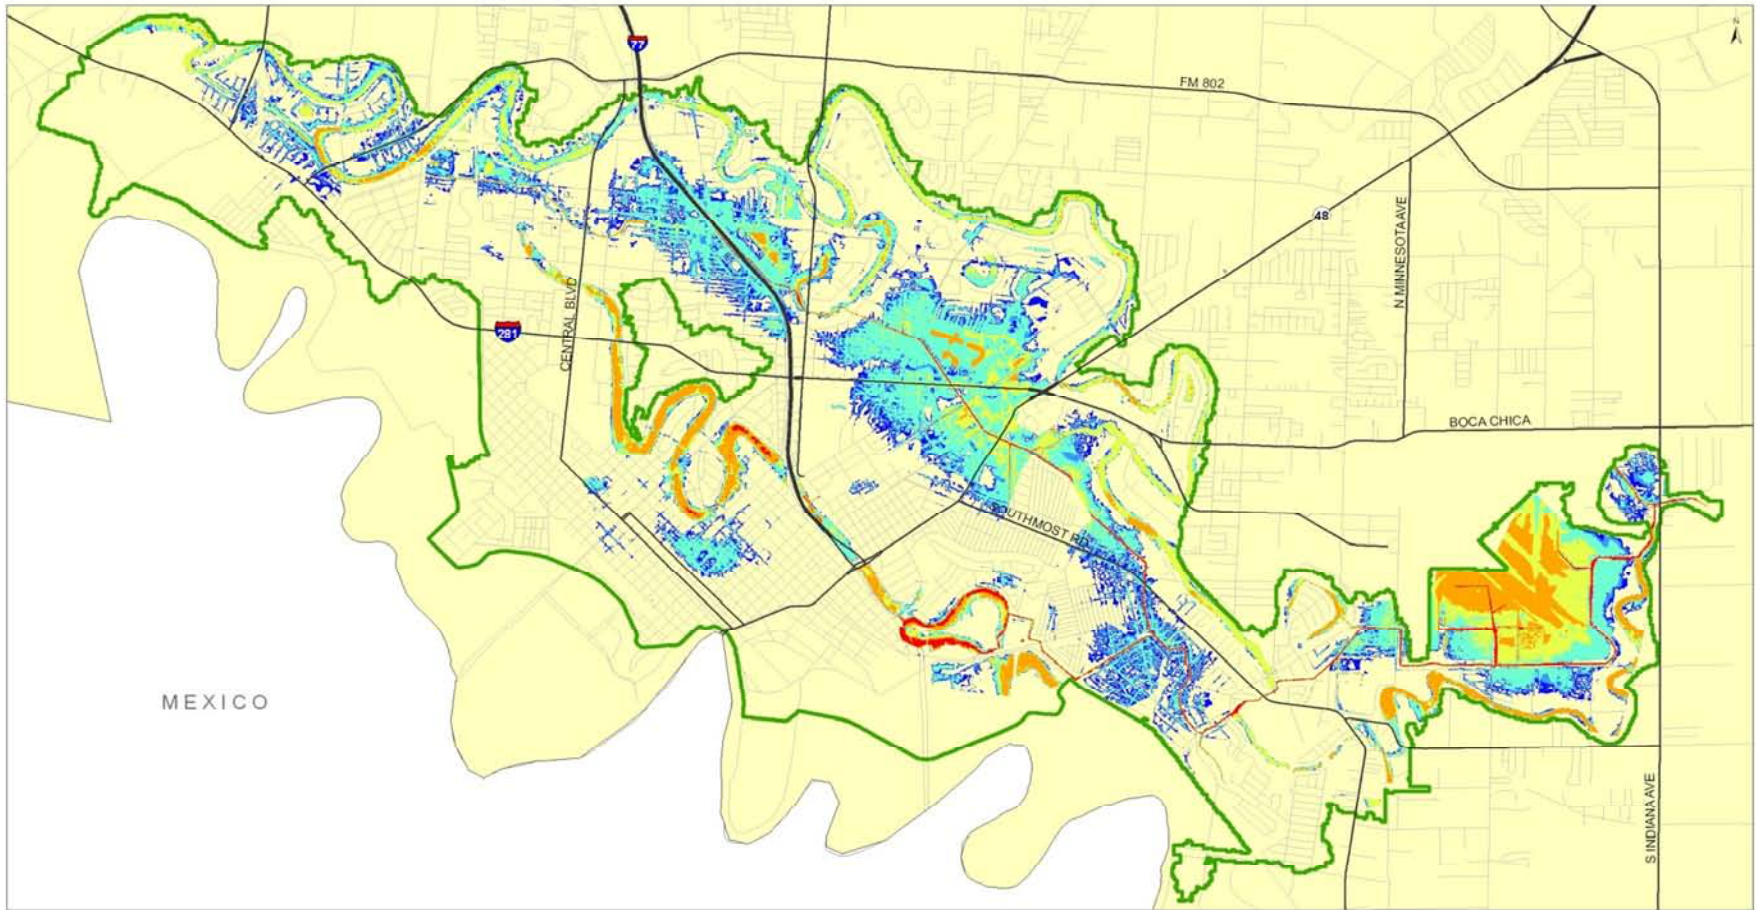 N
77
FM 802
48
N MINNESOTA AVE
CENTRAL BLVD
281
BOCA CHICA
SOUTHMOST RD
MEXICO
S INDIANA AVE